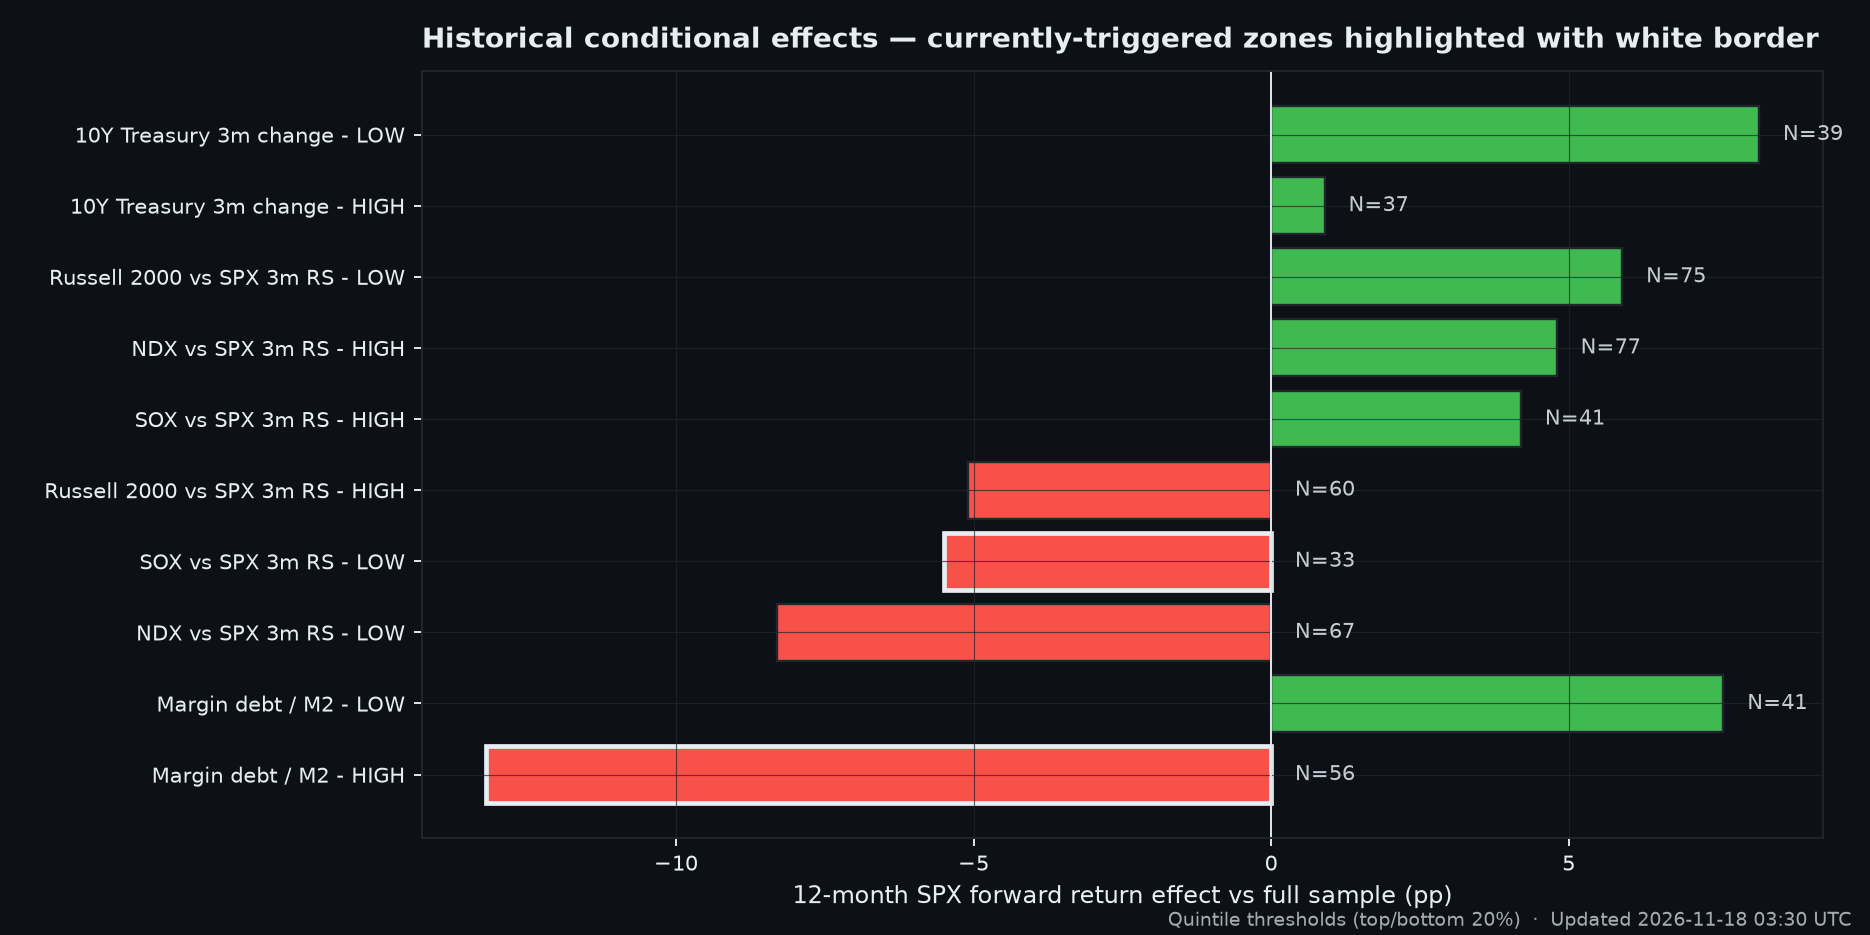 Historical conditional effects — currently-triggered zones highlighted with white border
10Y Treasury 3m change - LOW N=39
10Y Treasury 3m change - HIGH N=37
Russell 2000 vs SPX 3m RS - LOW N=75
NDX vs SPX 3m RS - HIGH N=77
SOX vs SPX 3m RS - HIGH N=41
Russell 2000 vs SPX 3m RS - HIGH N=60
SOX vs SPX 3m RS - LOW N=33
NDX vs SPX 3m RS - LOW N=67
Margin debt / M2 - LOW N=41
Margin debt / M2 - HIGH N=56
−10 −5 0 5
12-month SPX forward return effect vs full sample (pp)
Quintile thresholds (top/bottom 20%) · Updated 2026-11-18 03:30 UTC